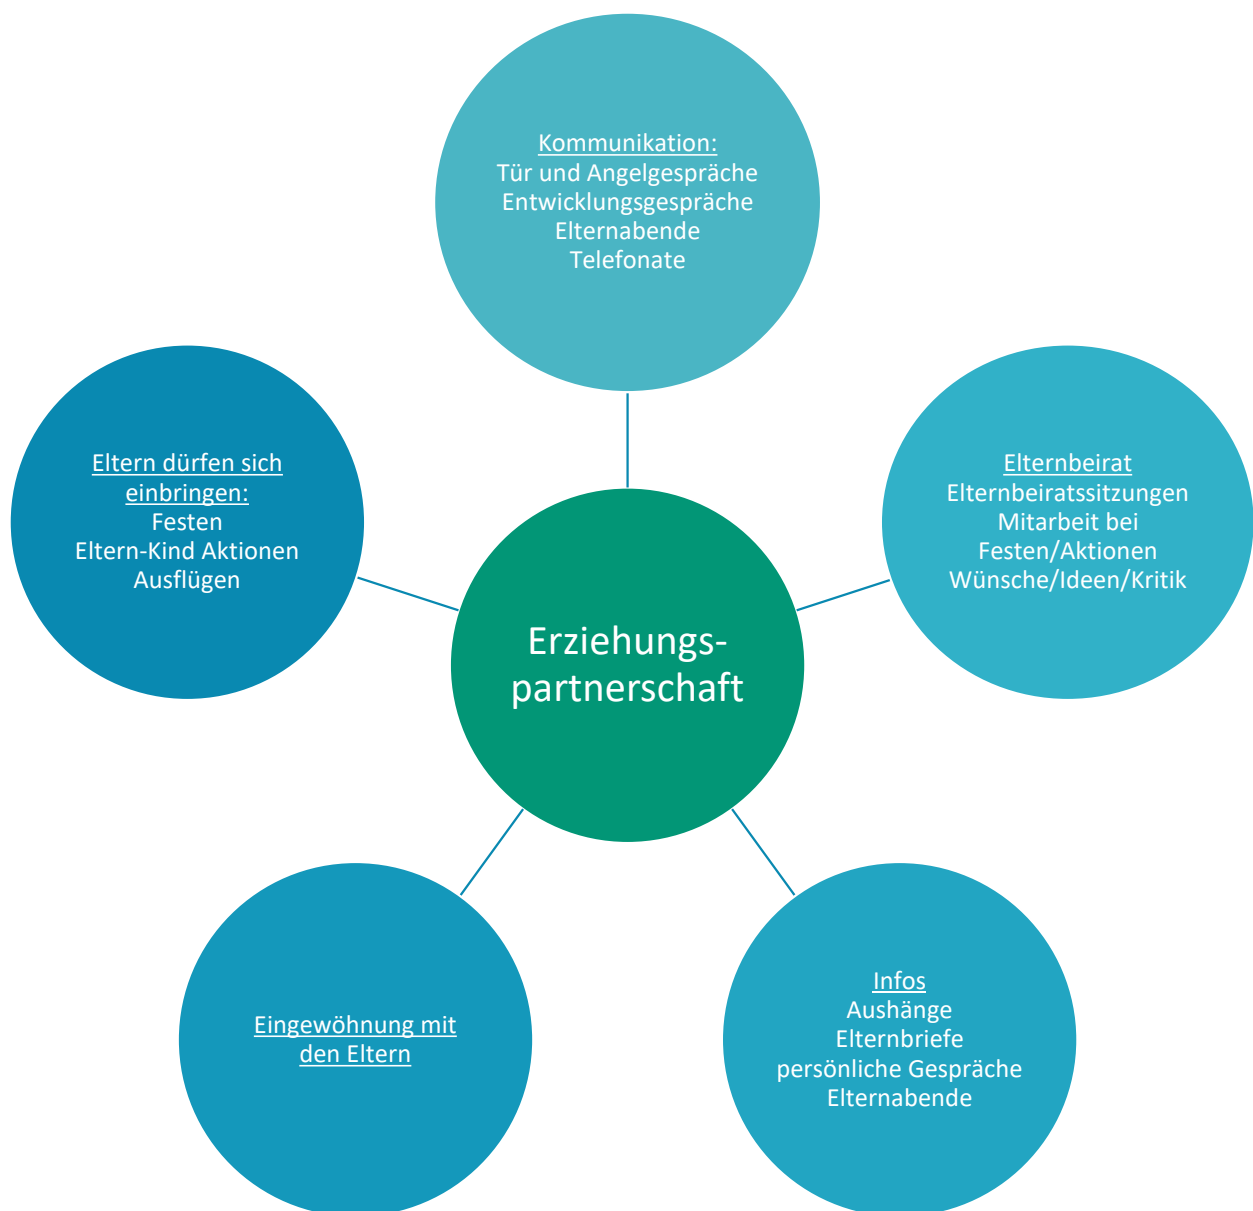 Kommunikation:
Tür und Angelgespräche
Entwicklungsgespräche
Elternabende
Telefonate
Eltern dürfen sich
einbringen:
Festen
Eltern-Kind Aktionen
Ausflügen
Elternbeirat
Elternbeiratssitzungen
Mitarbeit bei
Festen/Aktionen
Wünsche/Ideen/Kritik
Erziehungs-
partnerschaft
Eingewöhnung mit
den Eltern
Infos
Aushänge
Elternbriefe
persönliche Gespräche
Elternabende